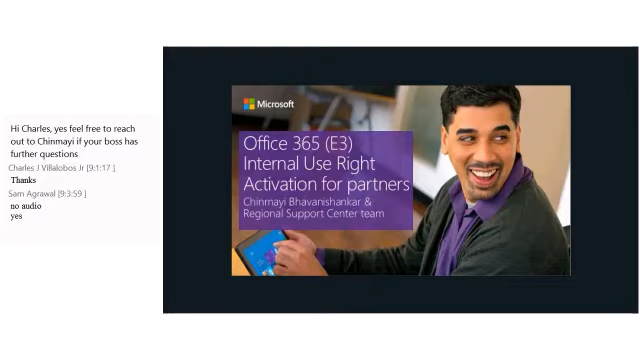 Hi Charles, yes feel free to reach
out to Chinmayi if your boss has
further questions
Charles J Villalobos Jr [9:1:17 ]
Thanks
Sam Agrawal [9:3:59 ]
no audio
yes
Microsoft
Office 365 (E3)
Internal Use Right
Activation for partners
Chinmayi Bhavanishankar &
Regional Support Center team